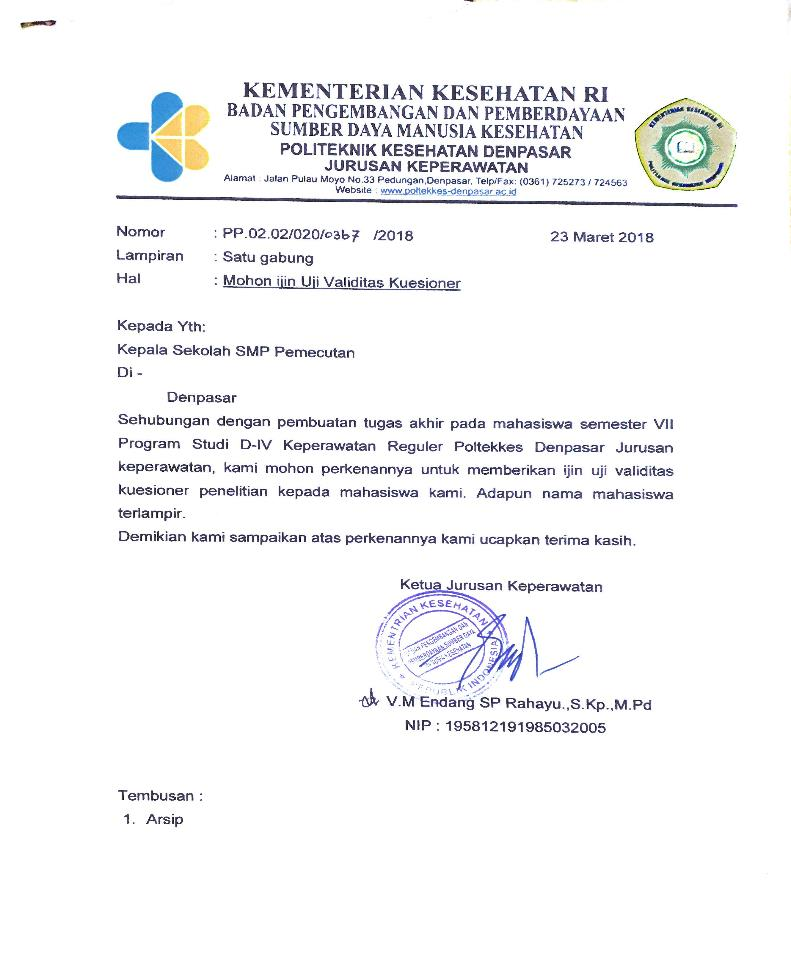 KEMENTERIAN KESEHATAN RI
BADAN PENGEMBANGAN DAN PEMBERDAYAAN
SUMBER DAYA MANUSIA KESEHATAN
POLITEKNIK KESEHATAN DENPASAR
JURUSAN KEPERAWATAN
Alamat : Jalan Pulau Moyo No.33 Pedungan,Denpasar, Telp/Fax: (0361) 725273 / 724563
Website : www.poltekkes-denpasar.ac.id
KEMENTERIAN KESEHATAN RI
POLITEKNIK KESEHATAN DENPASAR
Nomor : PP.02.02/020/0367 /2018 23 Maret 2018
Lampiran : Satu gabung
Hal : Mohon ijin Uji Validitas Kuesioner
Kepada Yth:
Kepala Sekolah SMP Pemecutan
Di -
Denpasar
Sehubungan dengan pembuatan tugas akhir pada mahasiswa semester VII
Program Studi D-IV Keperawatan Reguler Poltekkes Denpasar Jurusan
keperawatan, kami mohon perkenannya untuk memberikan ijin uji validitas
kuesioner penelitian kepada mahasiswa kami. Adapun nama mahasiswa
terlampir.
Demikian kami sampaikan atas perkenannya kami ucapkan terima kasih.
Ketua Jurusan Keperawatan
KEMENTRIAN KESEHATAN
REPUBLIK INDONESIA
V.M Endang SP Rahayu.,S.Kp.,M.Pd
NIP : 195812191985032005
Tembusan :
1. Arsip